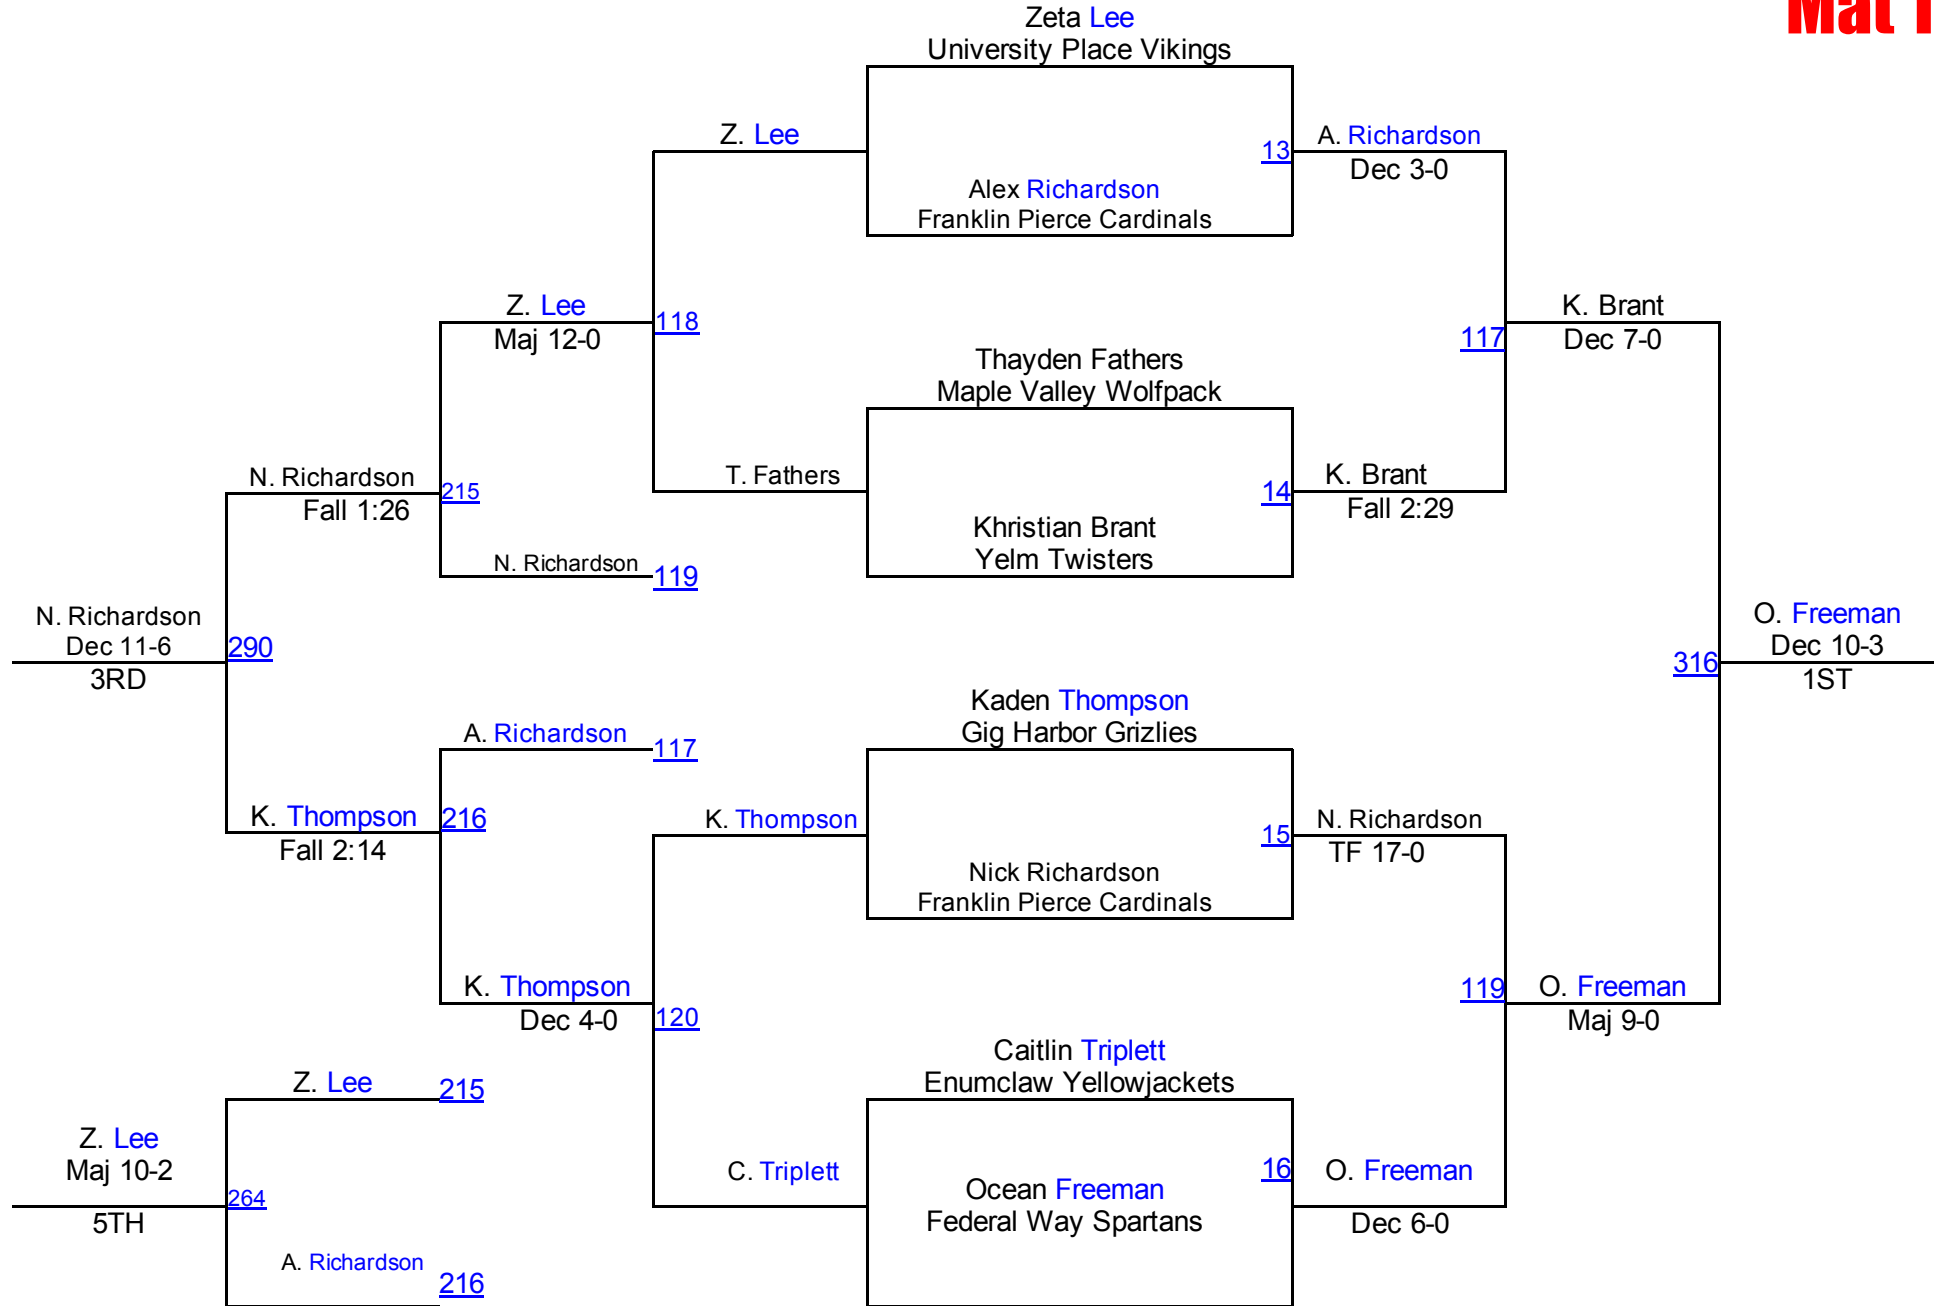 Mat 1
Zeta Lee
University Place Vikings
Z. Lee
13
A. Richardson
Dec 3-0
Alex Richardson
Franklin Pierce Cardinals
Z. Lee
Maj 12-0
118
K. Brant
Dec 7-0
117
Thayden Fathers
Maple Valley Wolfpack
N. Richardson
Fall 1:26
215
T. Fathers
14
K. Brant
Fall 2:29
Khristian Brant
Yelm Twisters
N. Richardson
119
N. Richardson
Dec 11-6
3RD
290
O. Freeman
Dec 10-3
1ST
316
Kaden Thompson
Gig Harbor Grizlies
A. Richardson
117
K. Thompson
Fall 2:14
216
K. Thompson
15
N. Richardson
TF 17-0
Nick Richardson
Franklin Pierce Cardinals
K. Thompson
Dec 4-0
120
119
O. Freeman
Maj 9-0
Caitlin Triplett
Enumclaw Yellowjackets
Z. Lee
215
Z. Lee
Maj 10-2
5TH
264
C. Triplett
16
O. Freeman
Dec 6-0
Ocean Freeman
Federal Way Spartans
A. Richardson
216